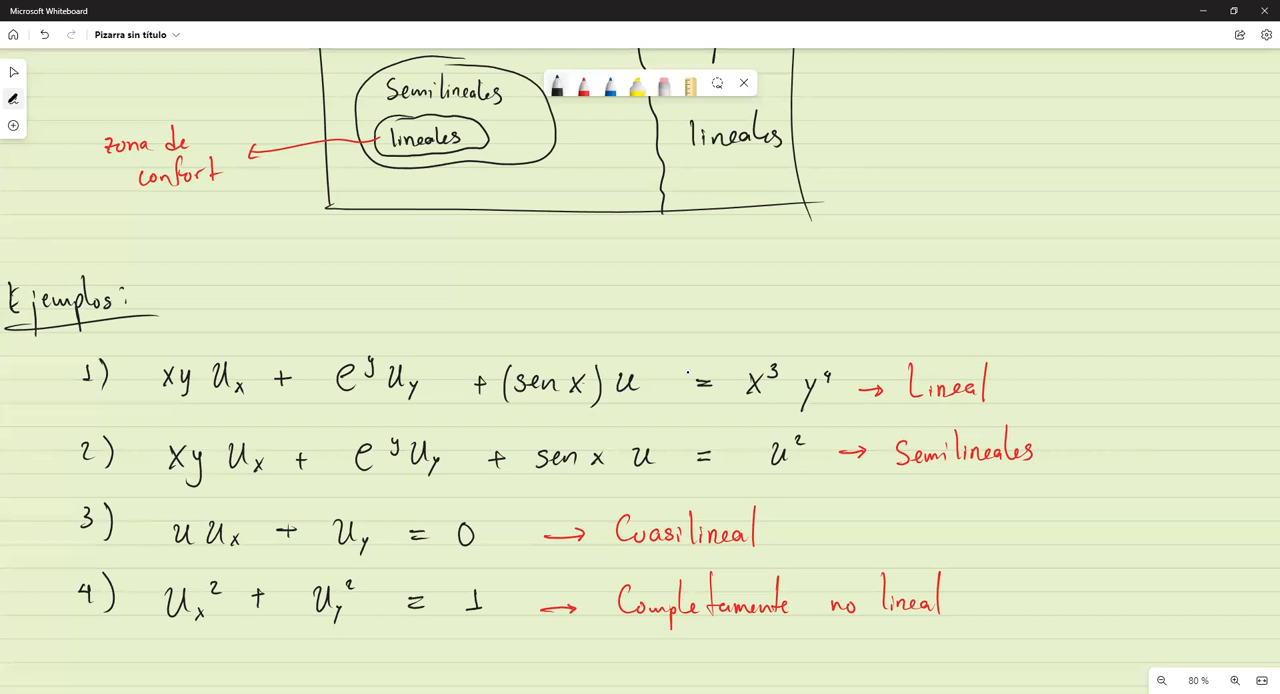 Microsoft Whiteboard
Pizarra sin título
Semilineales
lineales
lineales
zona de
confort
Ejemplos:
1) xy u_x + e^y u_y + (sen x) u = x^3 y^4 → Lineal
2) xy u_x + e^y u_y + sen x u = u^2 → Semilineales
3) u u_x + u_y = 0 → Cuasilineal
4) u_x^2 + u_y^2 = 1 → Completamente no lineal
80 %